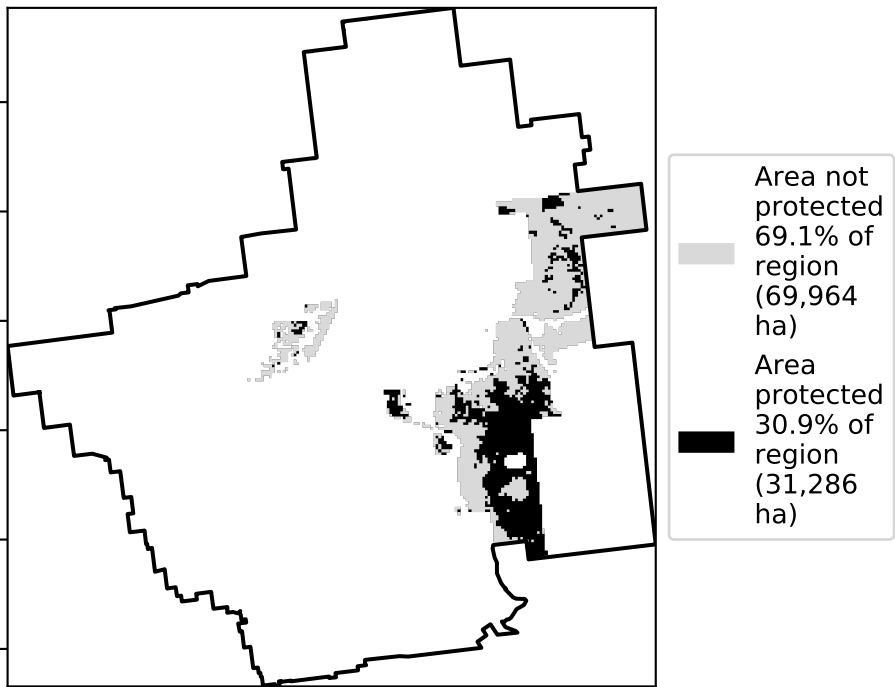 Area not
protected
69.1% of
region
(69,964
ha)
Area
protected
30.9% of
region
(31,286
ha)